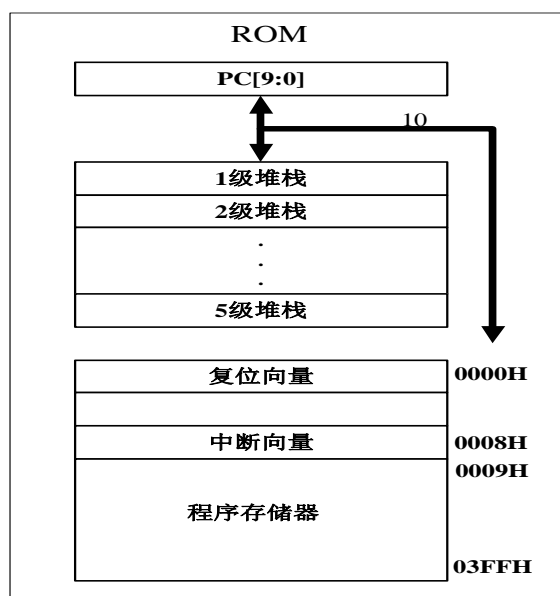 ROM
PC[9:0]
10
1级堆栈
2级堆栈
.
.
.
5级堆栈
复位向量
0000H
中断向量
0008H
0009H
程序存储器
03FFH